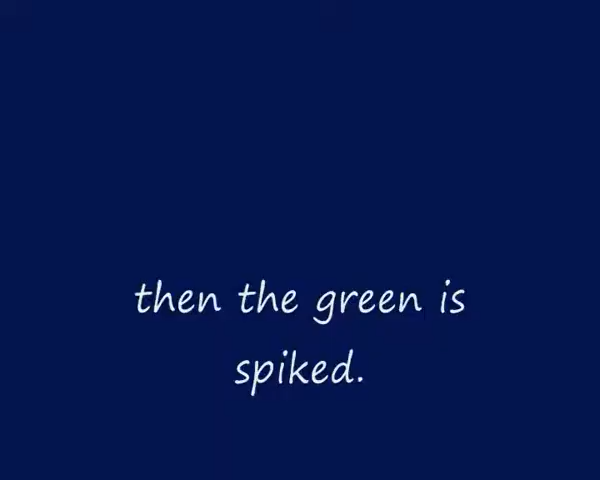 then the green is
spiked.